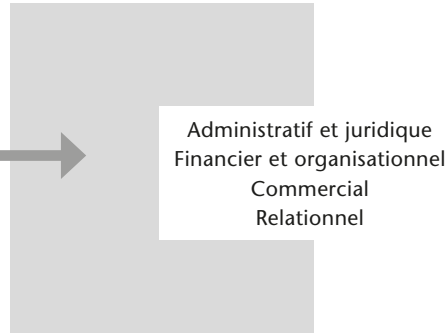 Administratif et juridique
Financier et organisationnel
Commercial
Relationnel